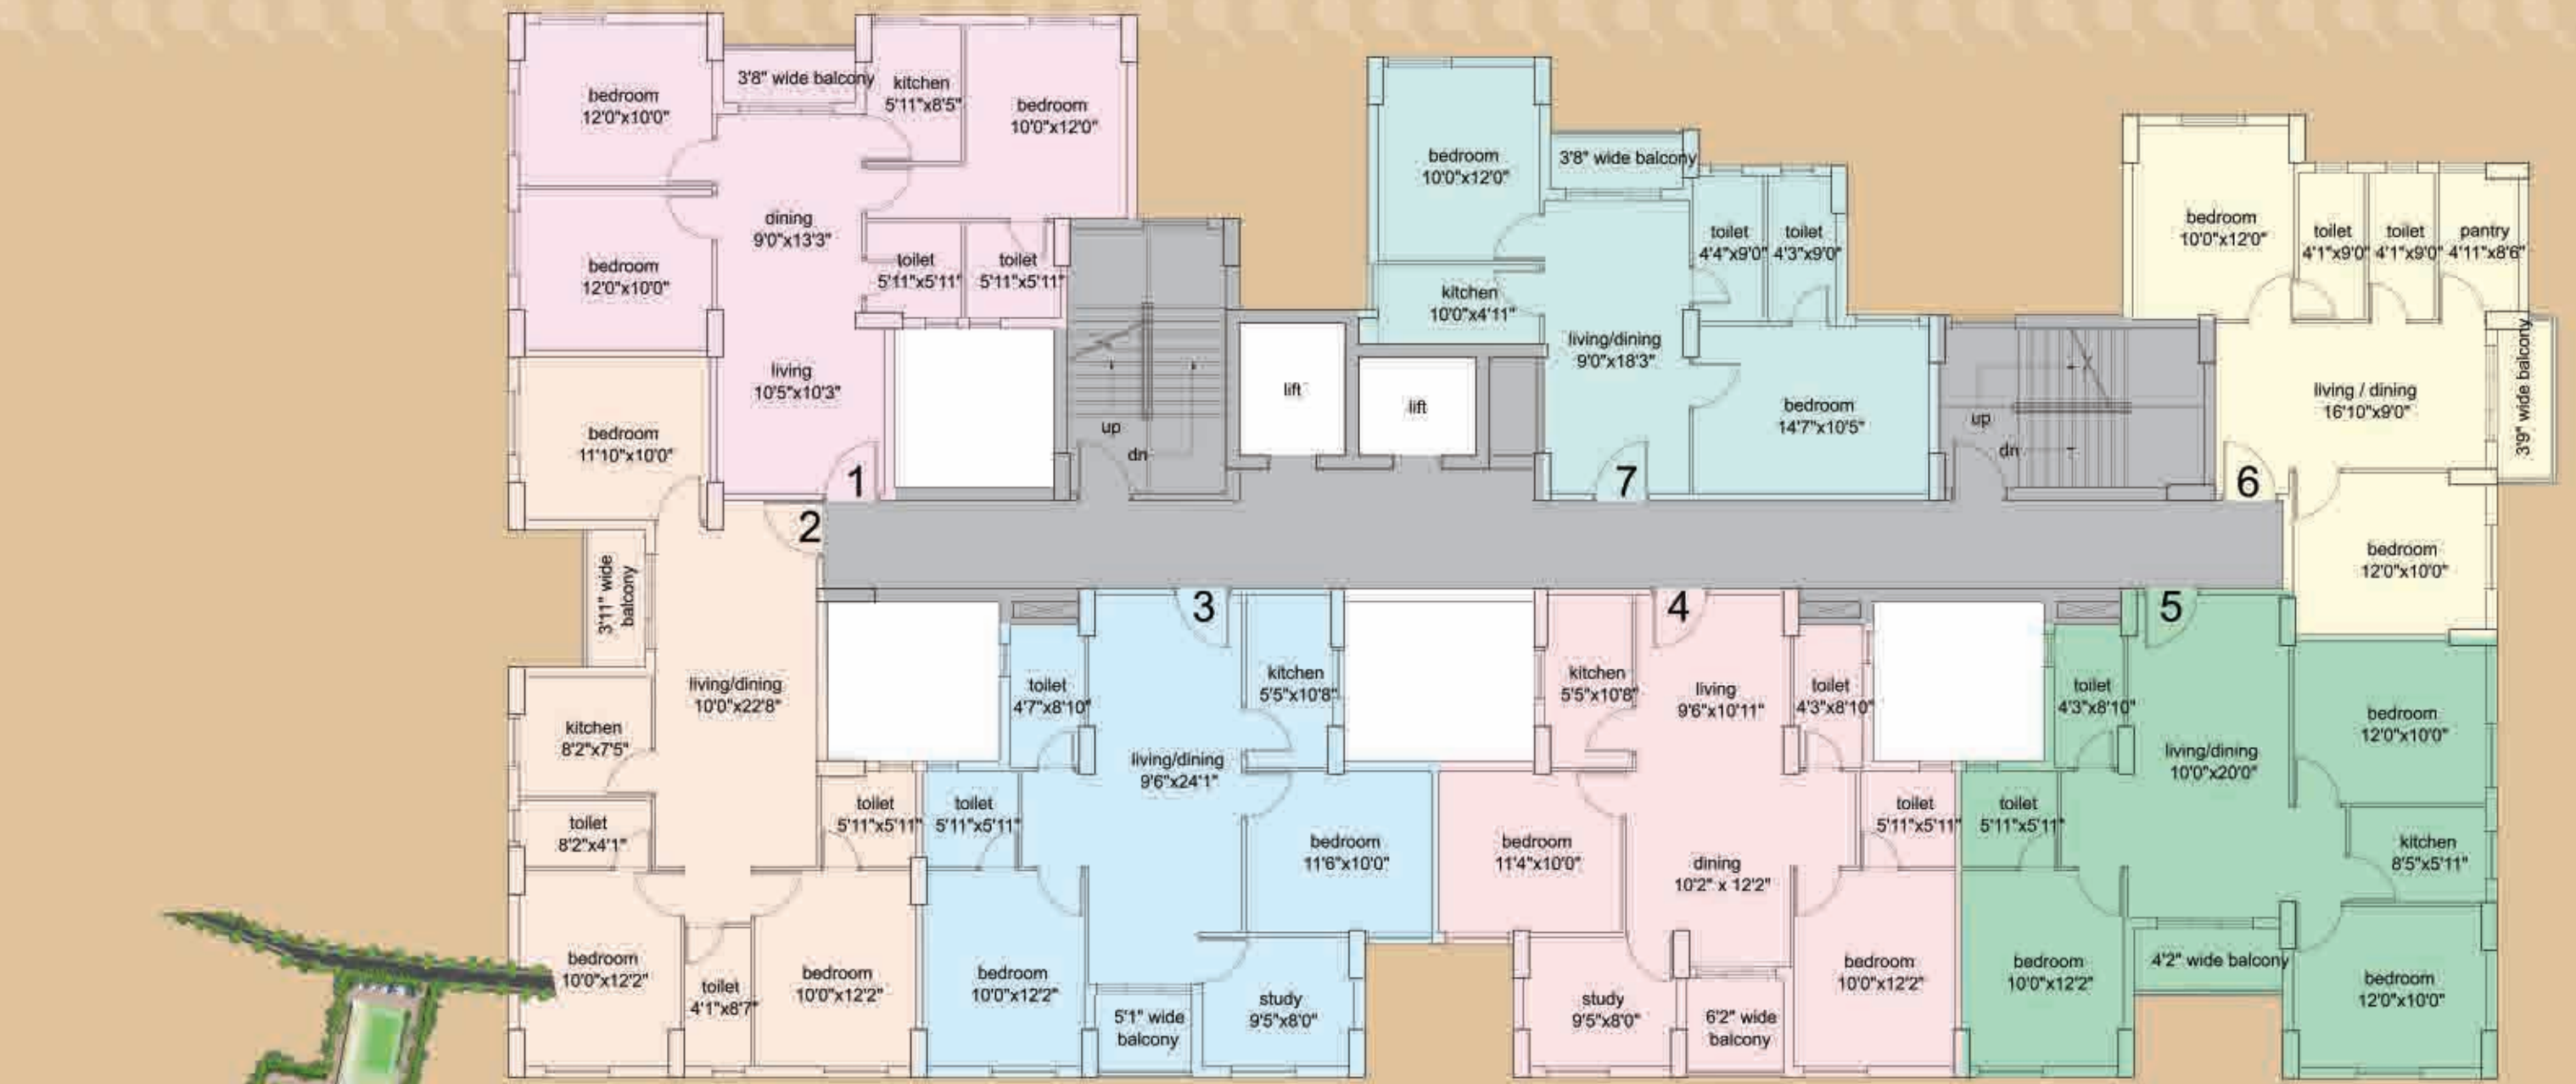 bedroom
12'0"x10'0"
3'8" wide balcony
kitchen
5'11"x8'5"
bedroom
10'0"x12'0"
dining
9'0"x13'3"
bedroom
12'0"x10'0"
toilet
5'11"x5'11"
toilet
5'11"x5'11"
living
10'5"x10'3"
1
bedroom
11'10"x10'0"
2
3'11" wide
balcony
living/dining
10'0"x22'8"
kitchen
8'2"x7'5"
toilet
8'2"x4'1"
toilet
5'11"x5'11"
bedroom
10'0"x12'2"
toilet
4'1"x8'7"
bedroom
10'0"x12'2"
up
dn
lift
lift
bedroom
10'0"x12'0"
3'8" wide balcony
toilet
4'4"x9'0"
toilet
4'3"x9'0"
kitchen
10'0"x4'11"
living/dining
9'0"x18'3"
bedroom
14'7"x10'5"
7
up
dn
bedroom
10'0"x12'0"
toilet
4'1"x9'0"
toilet
4'1"x9'0"
pantry
4'11"x8'6"
living / dining
16'10"x9'0"
3'9" wide balcony
6
bedroom
12'0"x10'0"
3
toilet
4'7"x8'10"
kitchen
5'5"x10'8"
living/dining
9'6"x24'1"
toilet
5'11"x5'11"
bedroom
11'6"x10'0"
bedroom
10'0"x12'2"
5'1" wide
balcony
study
9'5"x8'0"
4
kitchen
5'5"x10'8"
living
9'6"x10'11"
toilet
4'3"x8'10"
toilet
5'11"x5'11"
bedroom
11'4"x10'0"
dining
10'2" x 12'2"
study
9'5"x8'0"
6'2" wide
balcony
bedroom
10'0"x12'2"
5
toilet
4'3"x8'10"
living/dining
10'0"x20'0"
bedroom
12'0"x10'0"
toilet
5'11"x5'11"
kitchen
8'5"x5'11"
bedroom
10'0"x12'2"
4'2" wide balcony
bedroom
12'0"x10'0"